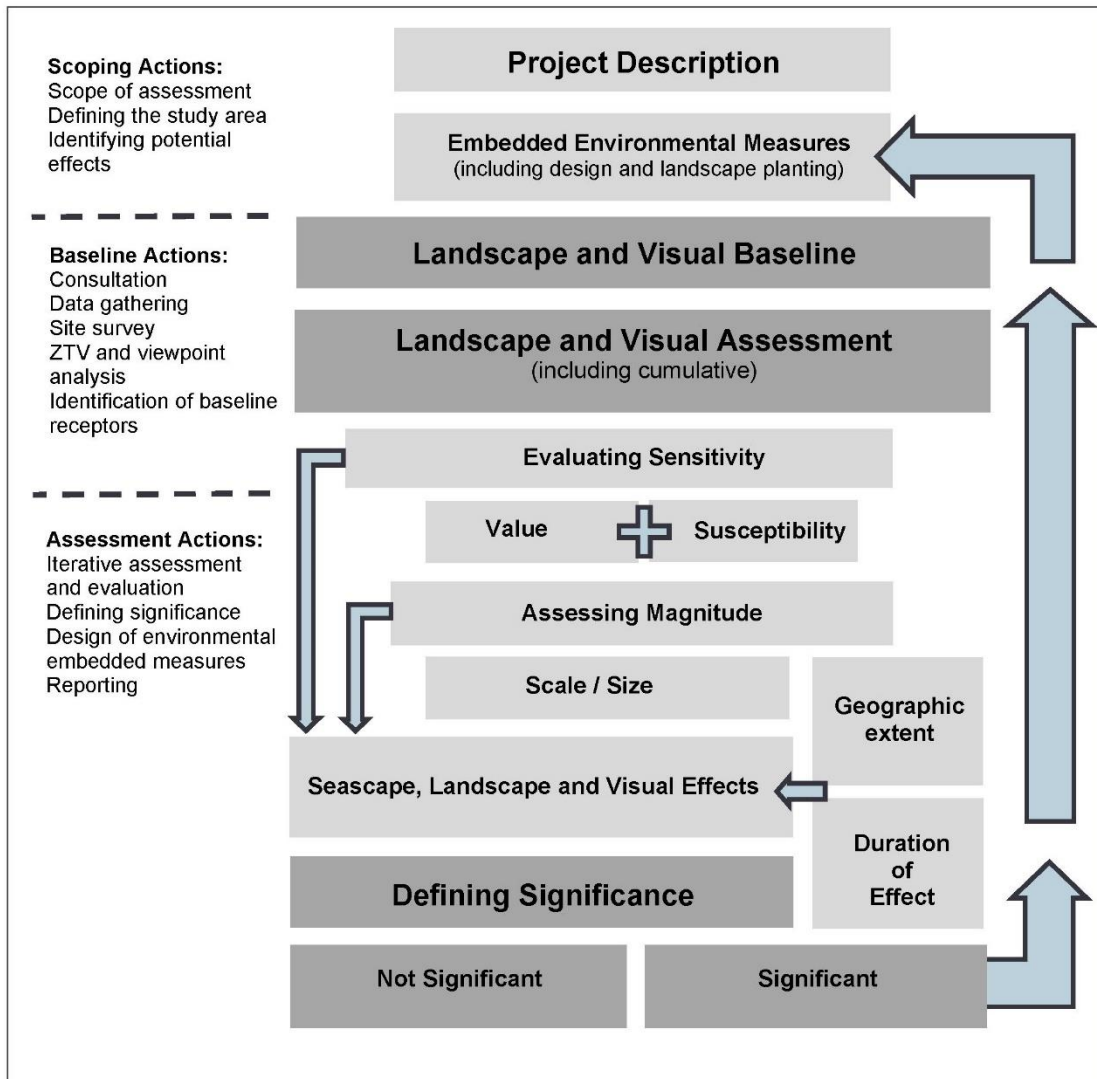 Scoping Actions:
Scope of assessment
Defining the study area
Identifying potential
effects
Project Description
Embedded Environmental Measures
(including design and landscape planting)
Baseline Actions:
Consultation
Data gathering
Site survey
ZTV and viewpoint
analysis
Identification of baseline
receptors
Landscape and Visual Baseline
Landscape and Visual Assessment
(including cumulative)
Evaluating Sensitivity
Value
Susceptibility
Assessment Actions:
Iterative assessment
and evaluation
Defining significance
Design of environmental
embedded measures
Reporting
Assessing Magnitude
Scale / Size
Geographic
extent
Seascape, Landscape and Visual Effects
Duration
of
Effect
Defining Significance
Not Significant
Significant